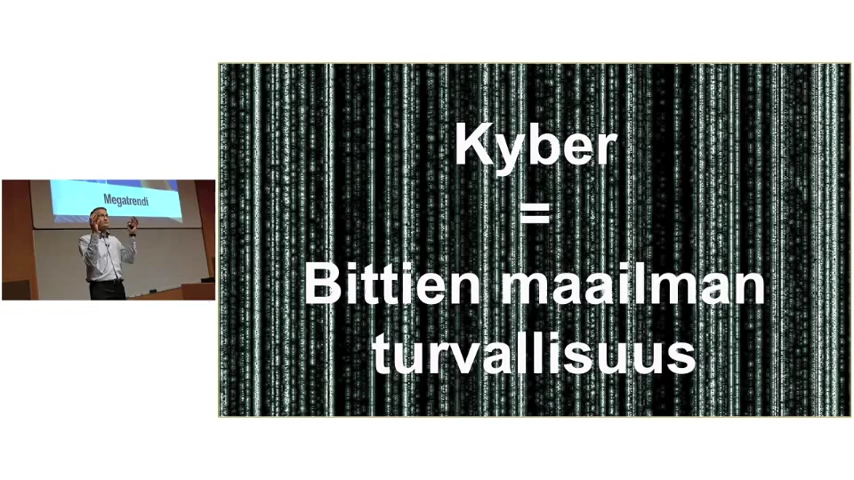 Megatrendi
Kyber
=
Bittien maailman
turvallisuus